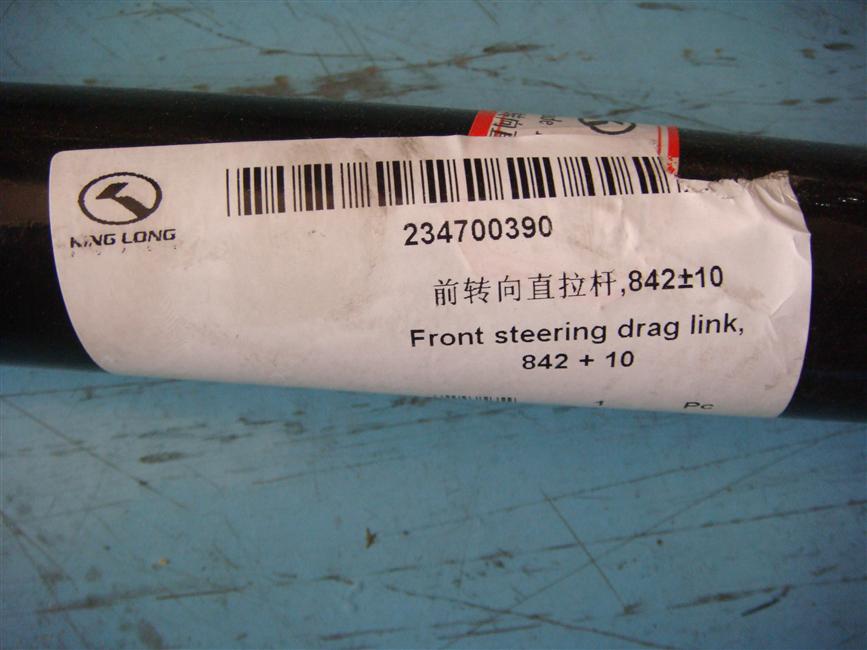 KING LONG
234700390
前转向直拉杆,842±10
Front steering drag link,
842 + 10
1 Pc